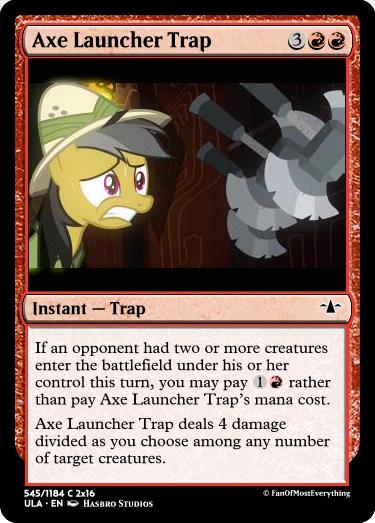 Axe Launcher Trap 3
Instant — Trap
If an opponent had two or more creatures
enter the battlefield under his or her
control this turn, you may pay 1 rather
than pay Axe Launcher Trap's mana cost.
Axe Launcher Trap deals 4 damage
divided as you choose among any number
of target creatures.
545/1184 C 2x16
ULA • EN Hasbro Studios
© FanOfMostEverything